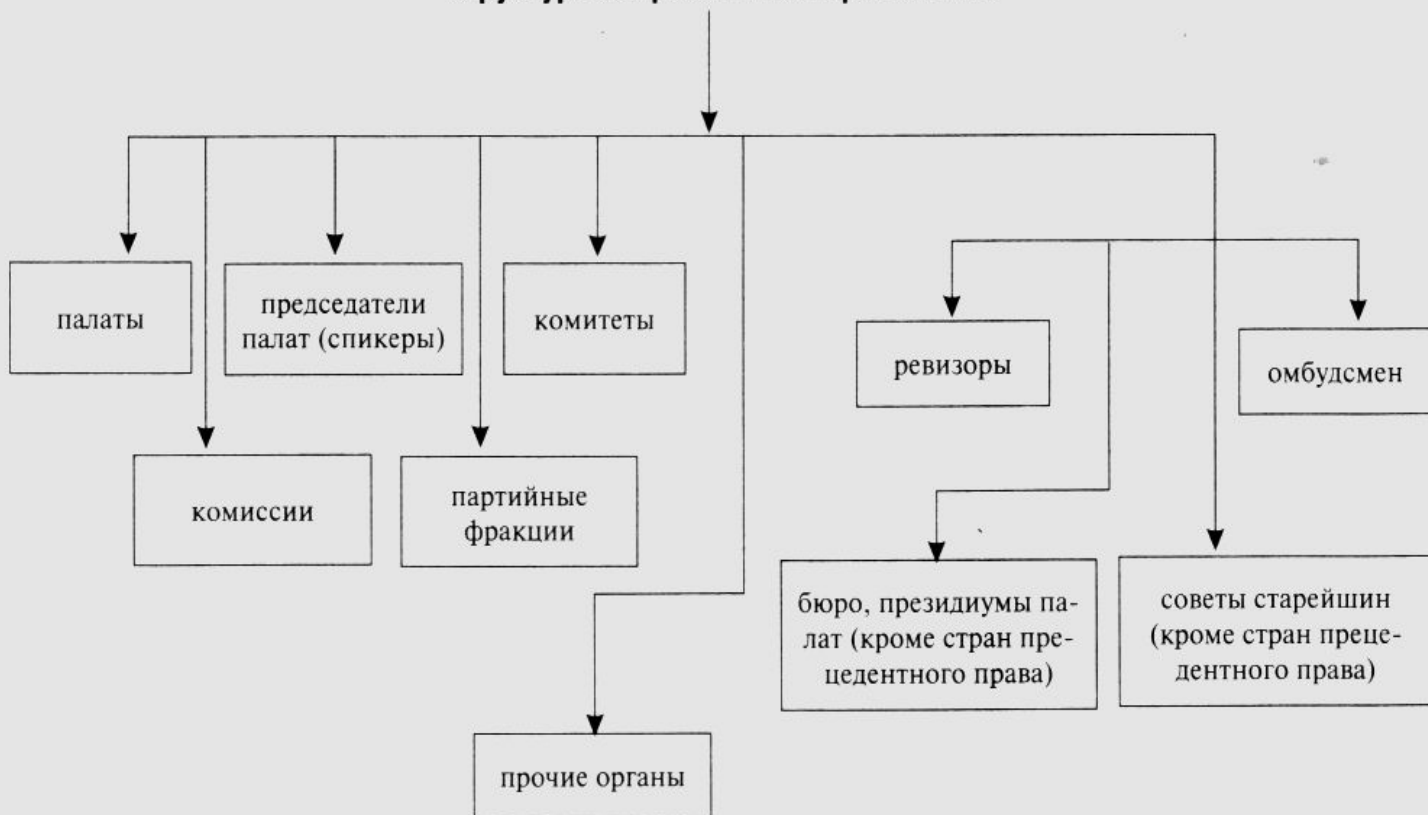 палаты
председатели
палат (спикеры)
комитеты
ревизоры
омбудсмен
комиссии
партийные
фракции
бюро, президиумы па-
лат (кроме стран пре-
цедентного права)
советы старейшин
(кроме стран преце-
дентного права)
прочие органы